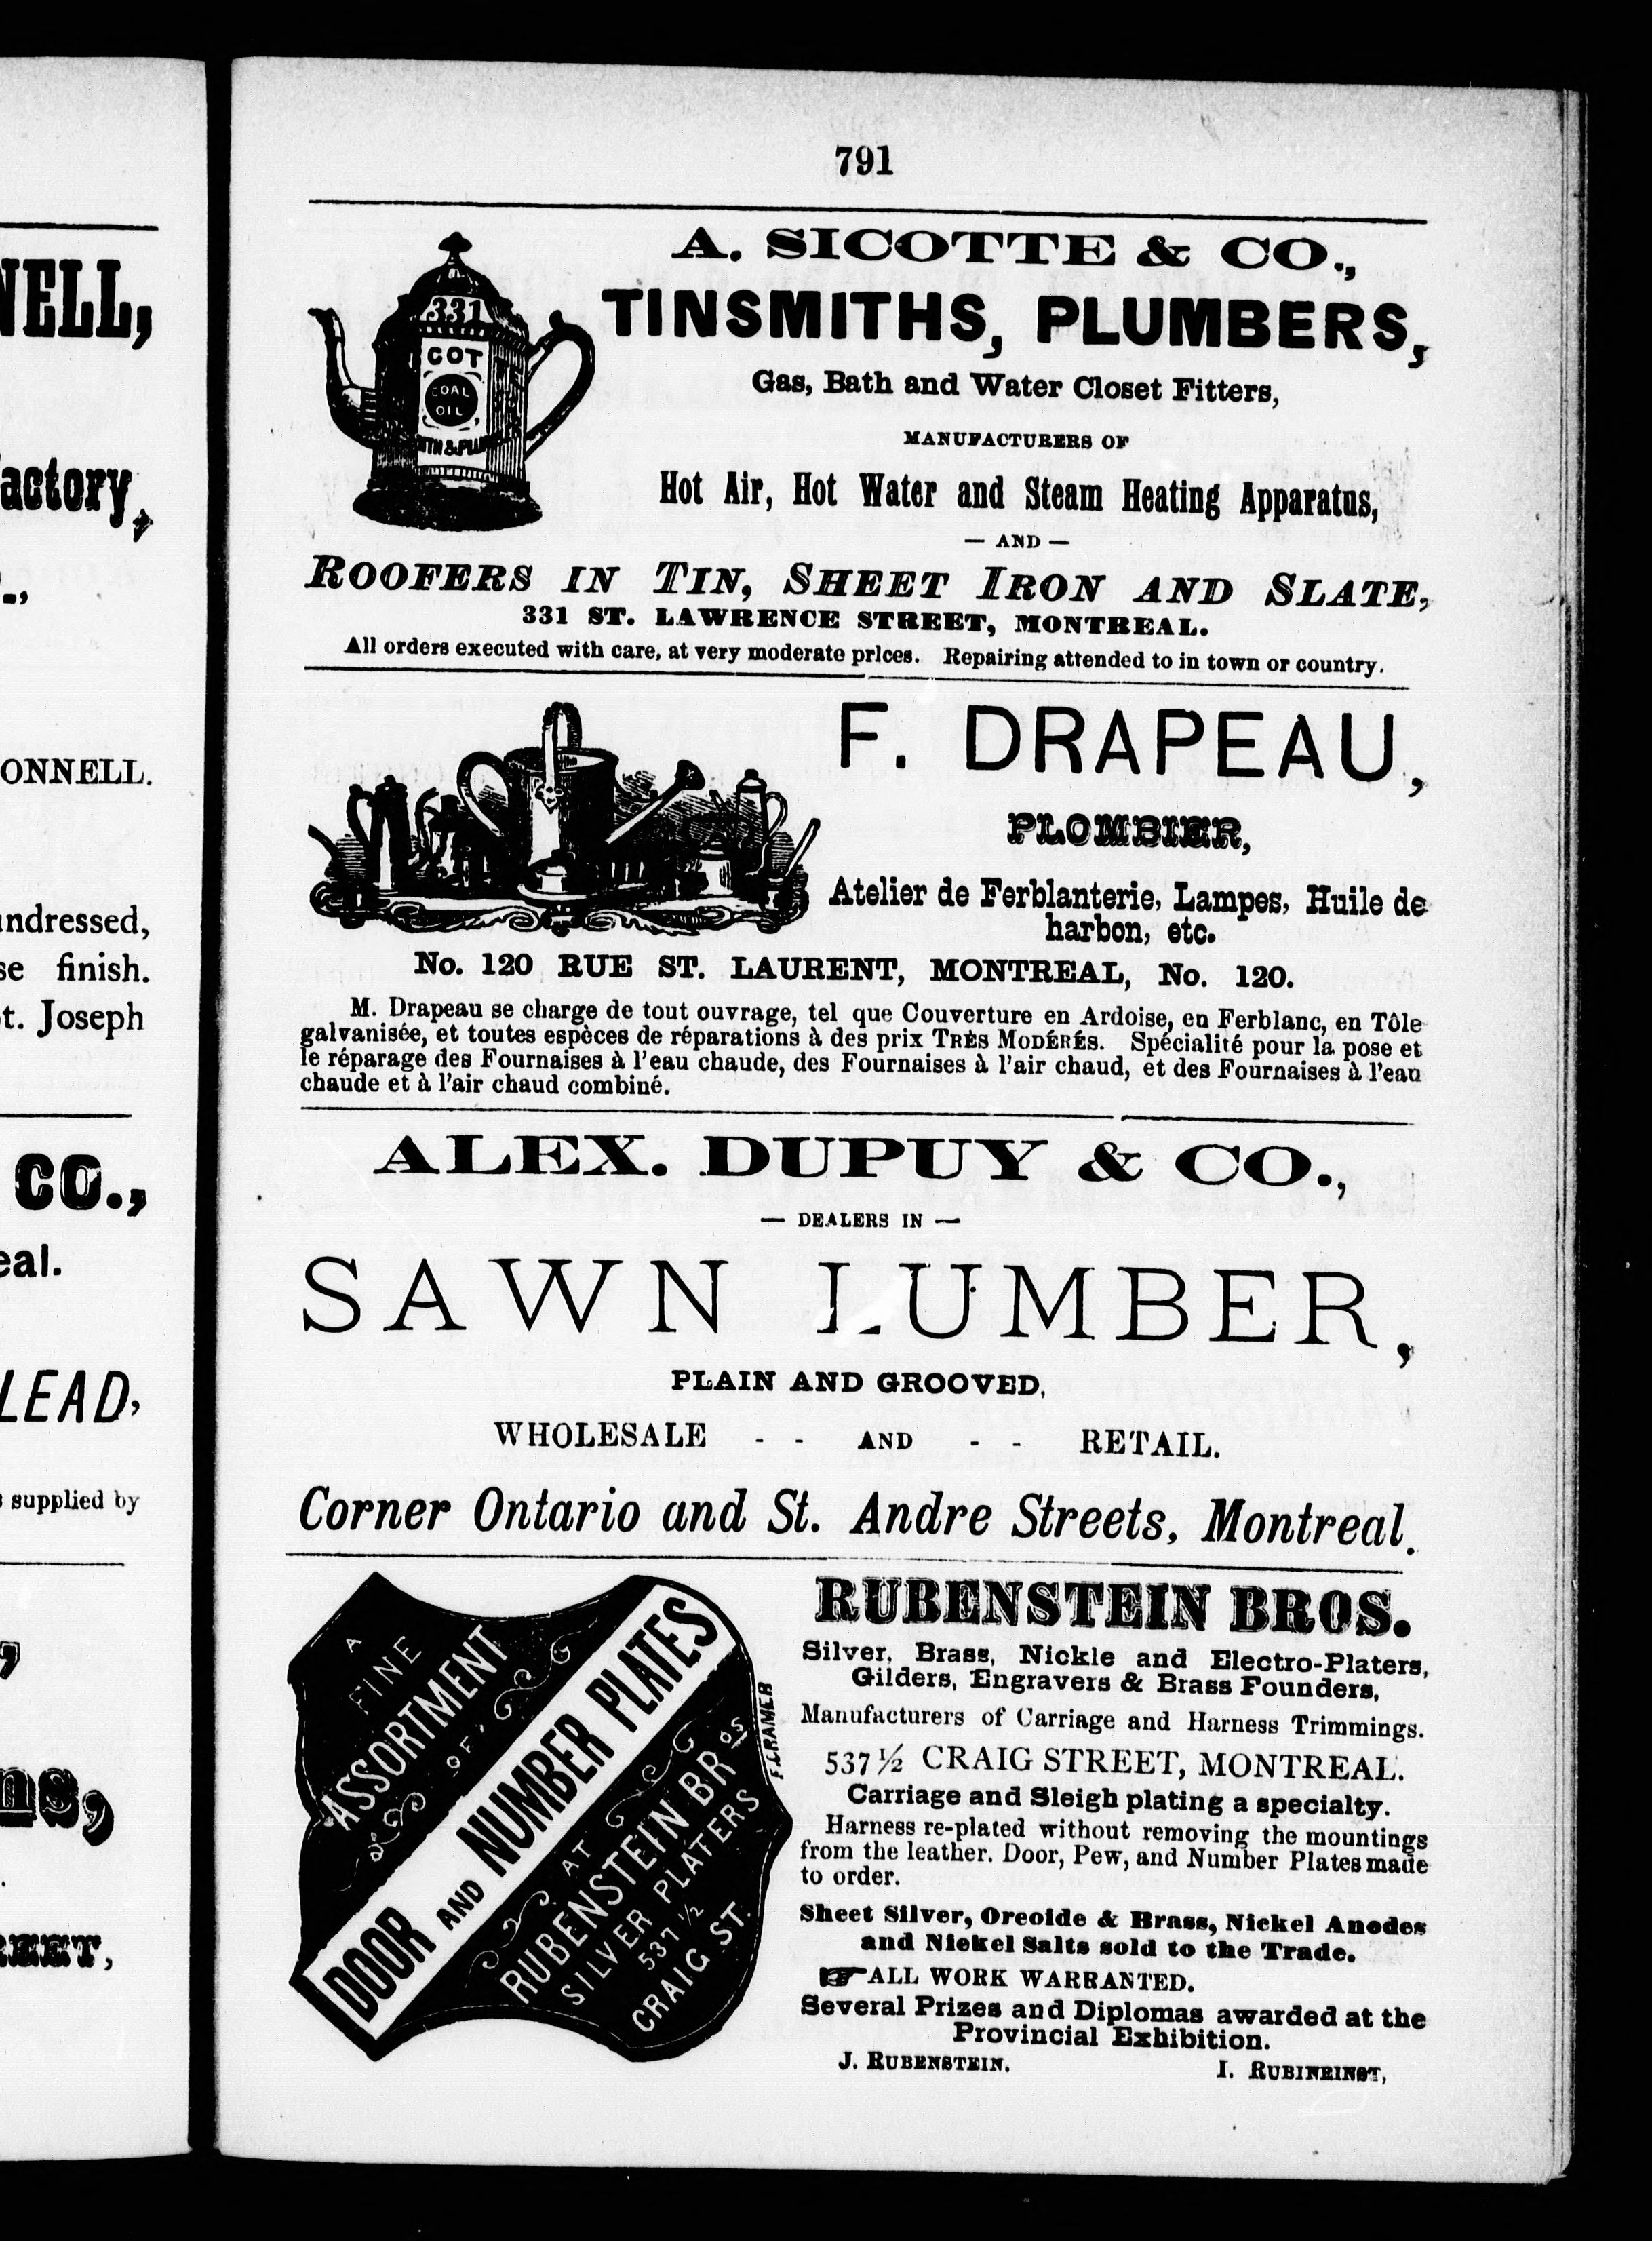 NELL,
actory,
ONNELL.
undressed,
se finish.
t. Joseph
CO.,
eal.
LEAD,
supplied by
791
A. SICOTTE & CO.,
TINSMITHS, PLUMBERS,
331
COT
COAL
OIL
Gas, Bath and Water Closet Fitters,
MANUFACTURERS OF
Hot Air, Hot Water and Steam Heating Apparatus,
— AND —
ROOFERS IN TIN, SHEET IRON AND SLATE,
331 ST. LAWRENCE STREET, MONTREAL.
All orders executed with care, at very moderate prices. Repairing attended to in town or country.
F. DRAPEAU,
PLOMBIER,
Atelier de Ferblanterie, Lampes, Huile de
harbon, etc.
No. 120 RUE ST. LAURENT, MONTREAL, No. 120.
M. Drapeau se charge de tout ouvrage, tel que Couverture en Ardoise, en Ferblanc, en Tôle
galvanisée, et toutes espèces de réparations à des prix TRÈS MODÉRÉS. Spécialité pour la pose et
le réparage des Fournaises à l'eau chaude, des Fournaises à l'air chaud, et des Fournaises à l'eau
chaude et à l'air chaud combiné.
ALEX. DUPUY & CO.,
— DEALERS IN —
SAWN LUMBER,
PLAIN AND GROOVED,
WHOLESALE - - AND - - RETAIL.
Corner Ontario and St. Andre Streets, Montreal.
A
FINE
ASSORTMENT
OF
DOOR AND NUMBER PLATES
AT
RUBENSTEIN BROS
SILVER PLATERS
537 ½
CRAIG ST.
F.CRAMER
RUBENSTEIN BROS.
Silver, Brass, Nickle and Electro-Platers,
Gilders, Engravers & Brass Founders,
Manufacturers of Carriage and Harness Trimmings.
537½ CRAIG STREET, MONTREAL.
Carriage and Sleigh plating a specialty.
Harness re-plated without removing the mountings
from the leather. Door, Pew, and Number Plates made
to order.
Sheet Silver, Oreoide & Brass, Nickel Anodes
and Nickel Salts sold to the Trade.
☞ ALL WORK WARRANTED.
Several Prizes and Diplomas awarded at the
Provincial Exhibition.
J. RUBENSTEIN. I. RUBINEINST,